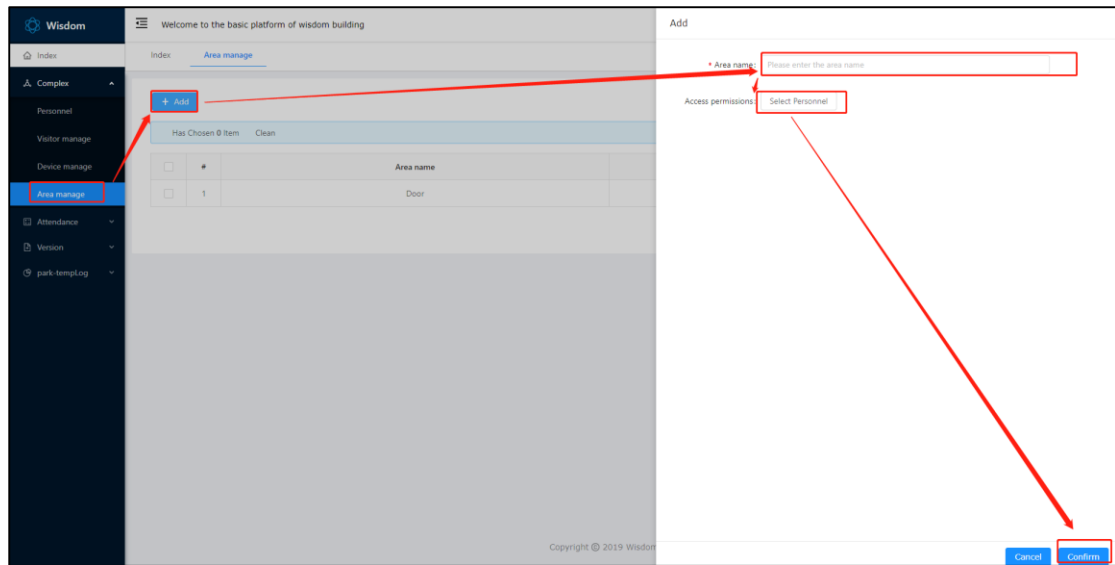 Wisdom
Welcome to the basic platform of wisdom building
Add
Index
Index
Area manage
* Area name:
Please enter the area name
Complex
+ Add
Access permissions:
Select Personnel
Personnel
Visitor manage
Has Chosen 0 Item
Clean
Device manage
#
Area name
Area manage
1
Door
Attendance
Version
park-tempLog
Copyright © 2019 Wisdom
Cancel
Confirm